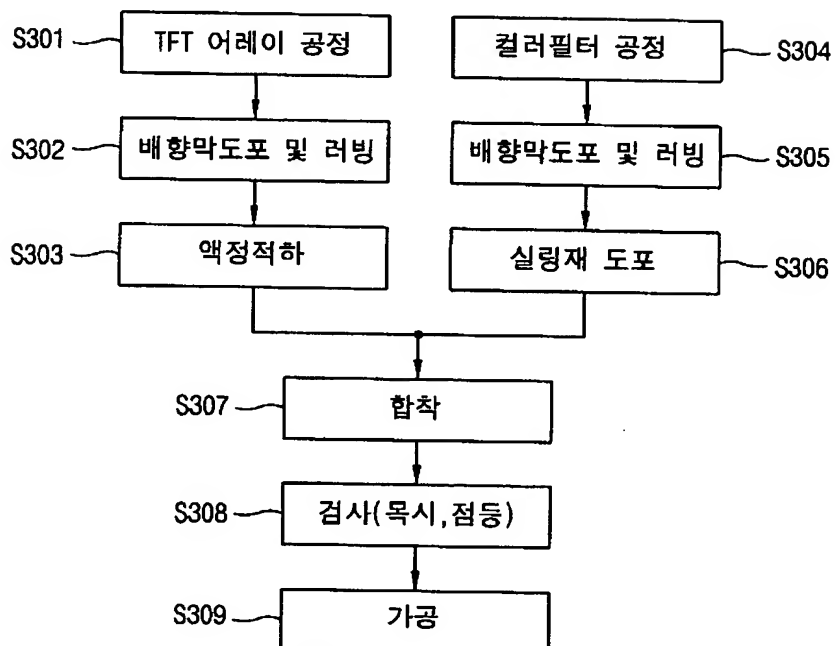 S301 TFT 어레이 공정 컬러필터 공정 S304
S302 배향막도포 및 러빙 배향막도포 및 러빙 S305
S303 액정적하 실링재 도포 S306
S307 합착
S308 검사(목시,점등)
S309 가공